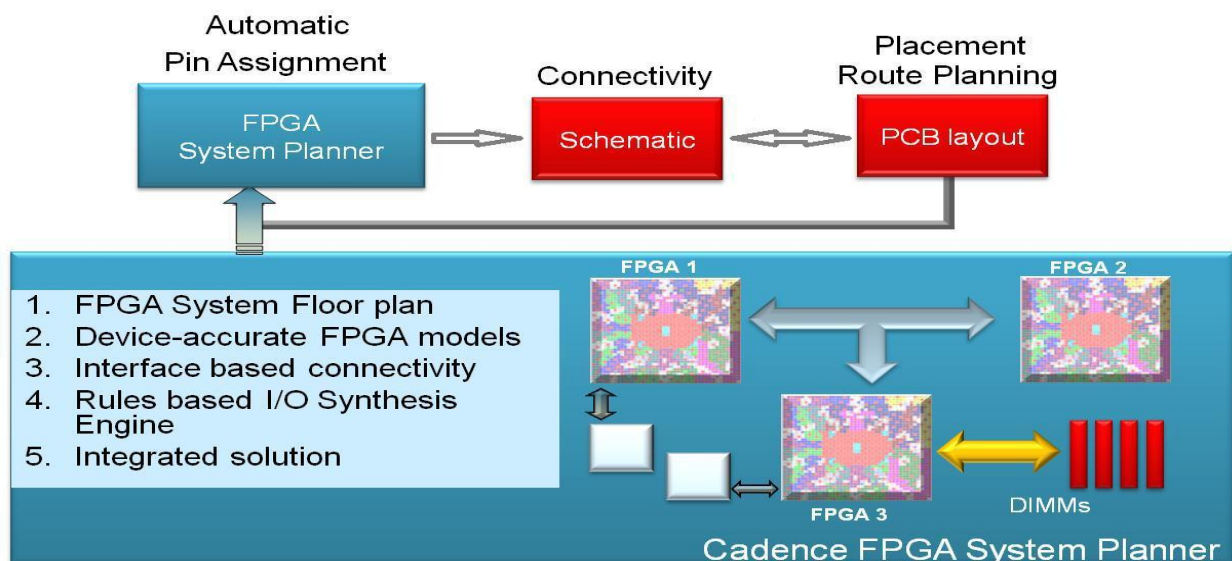 Automatic
Pin Assignment
FPGA
System Planner
Connectivity
Schematic
Placement
Route Planning
PCB layout
1. FPGA System Floor plan
2. Device-accurate FPGA models
3. Interface based connectivity
4. Rules based I/O Synthesis
Engine
5. Integrated solution
FPGA 1
FPGA 2
FPGA 3
DIMMs
Cadence FPGA System Planner